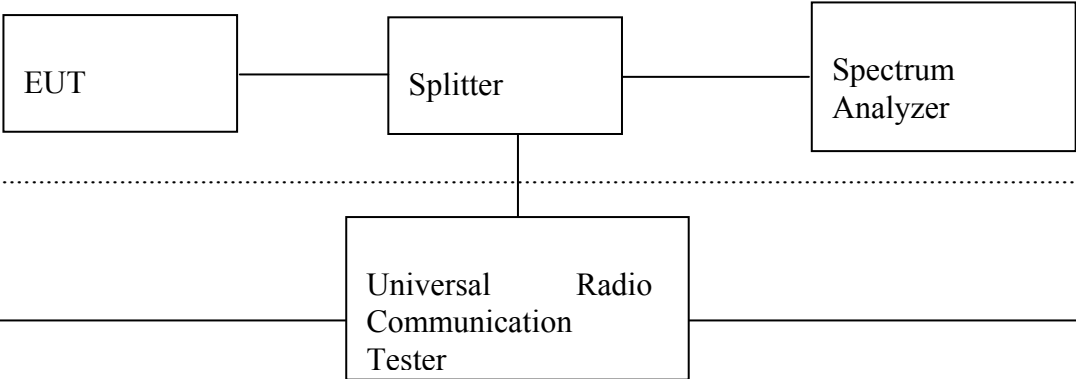 EUT
Splitter
Spectrum
Analyzer
Universal Radio
Communication
Tester